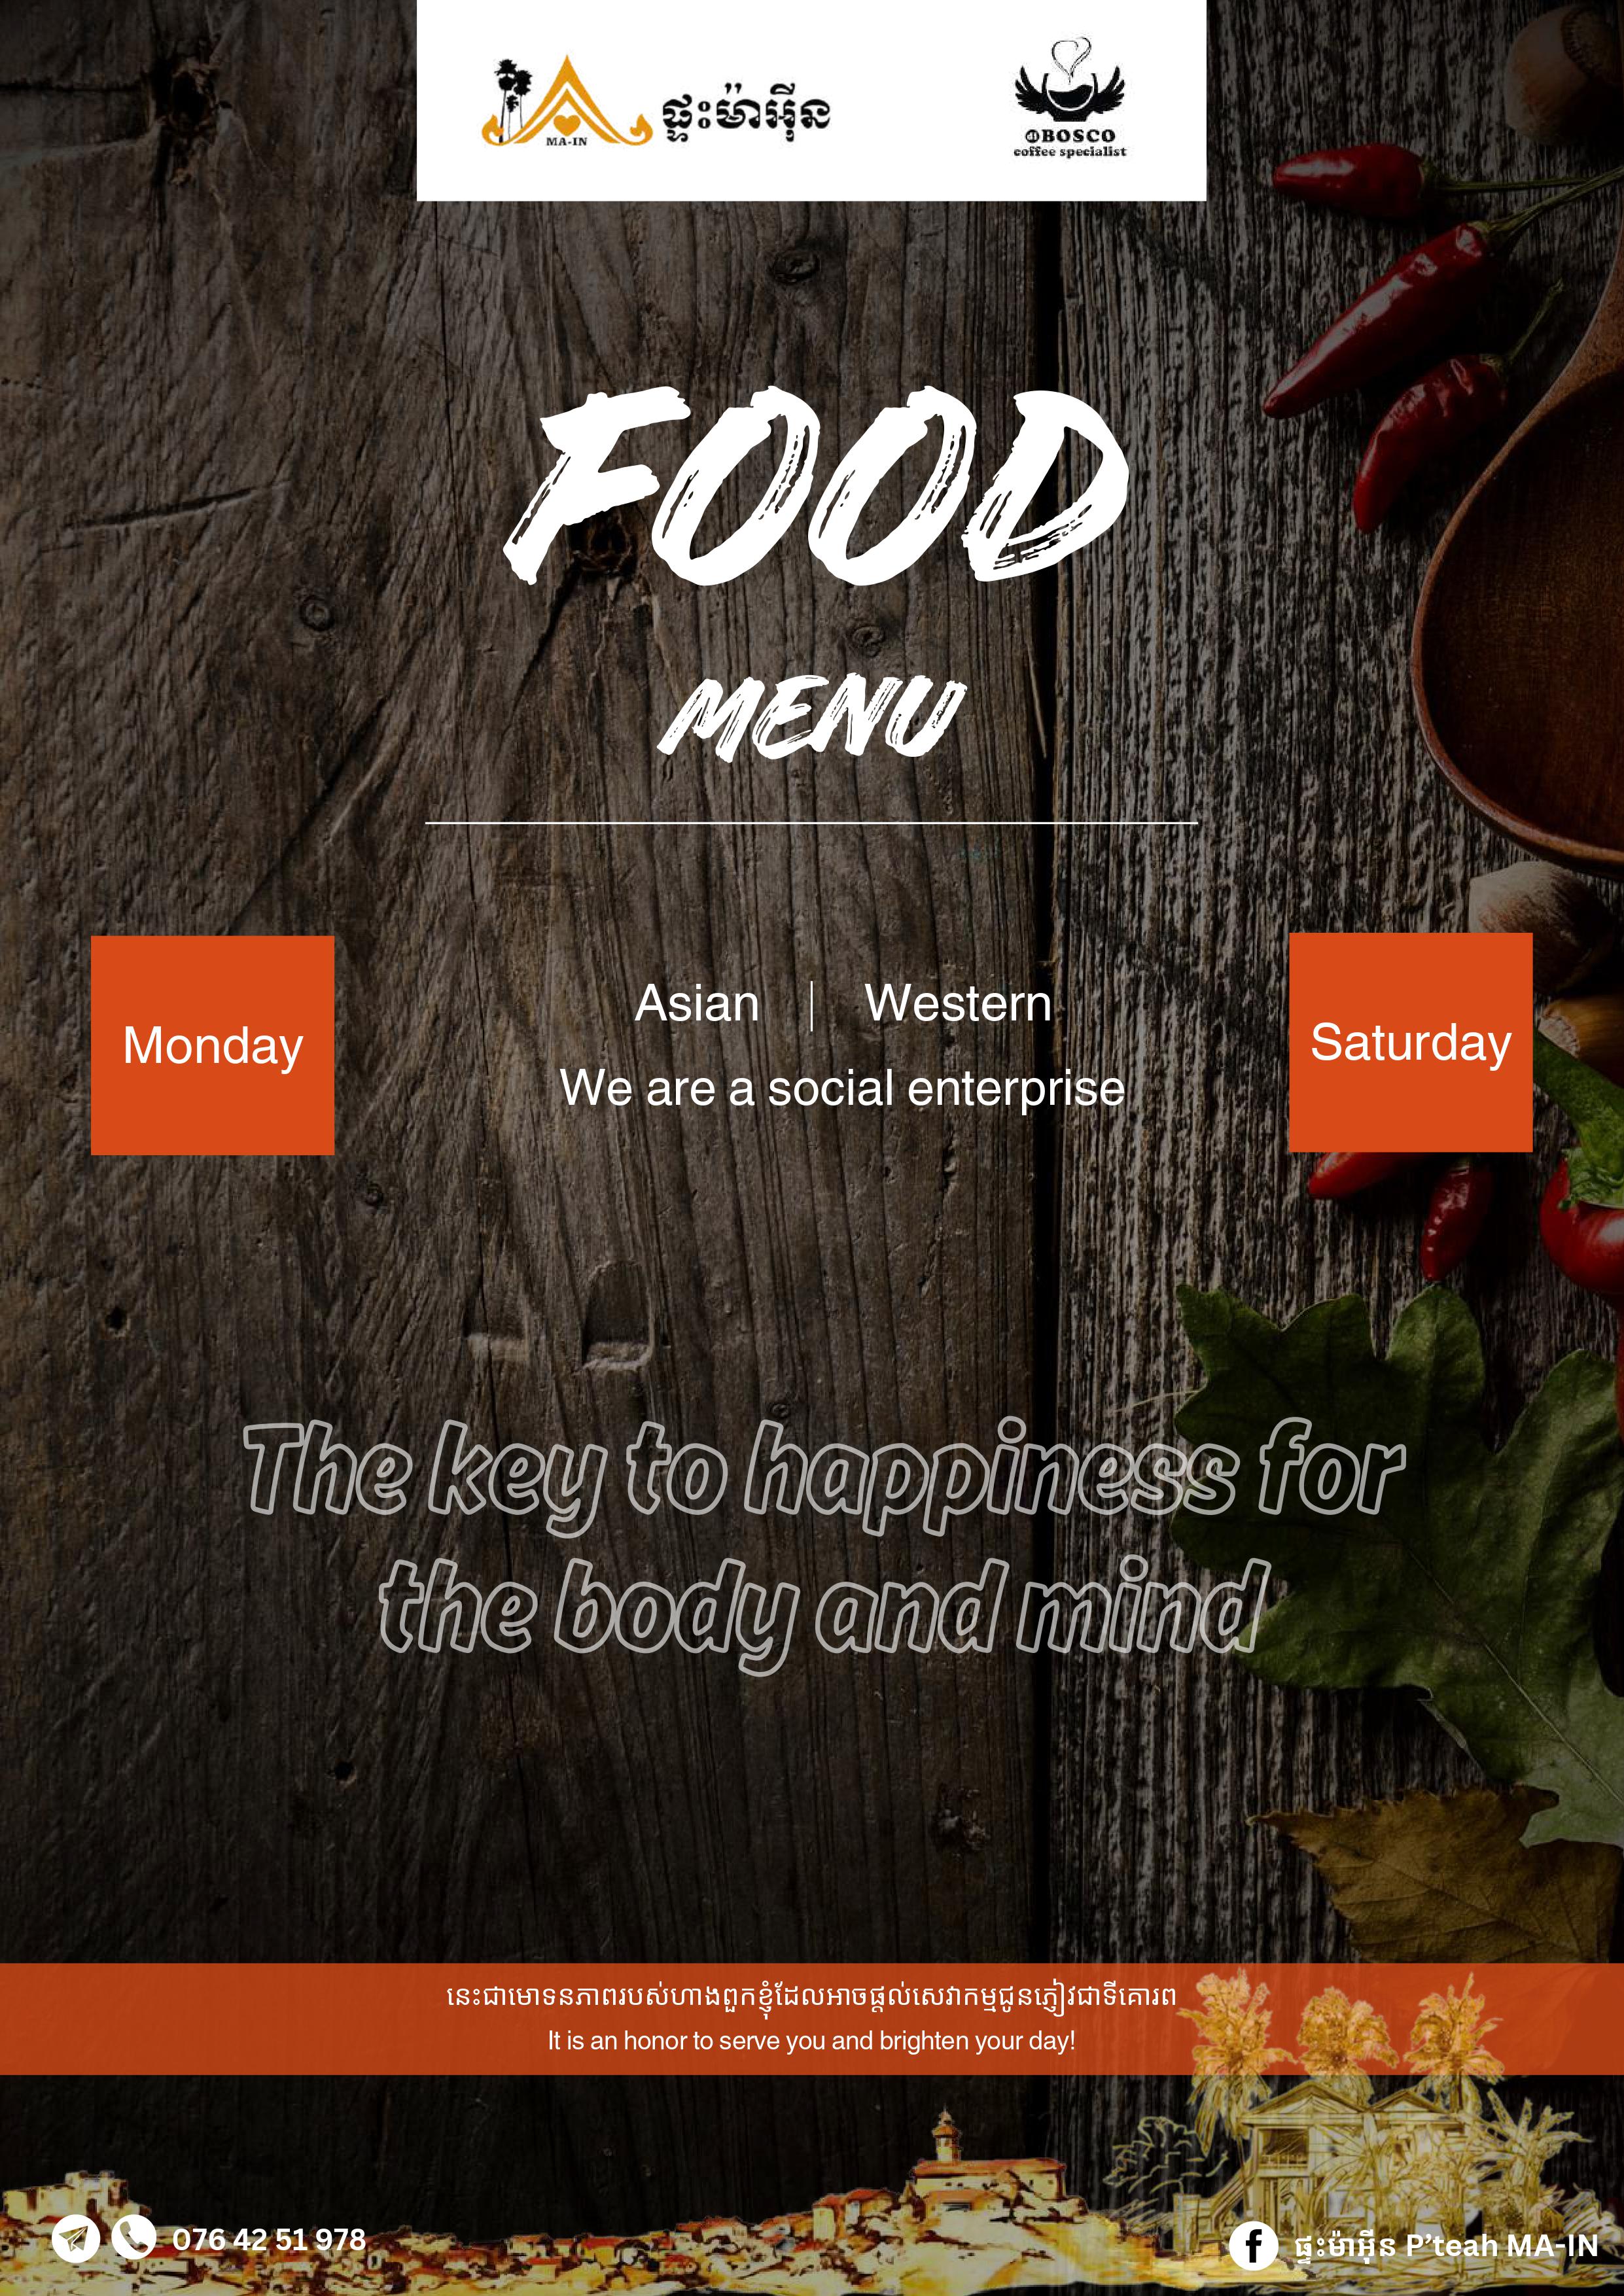 MA-IN
ផ្ទះម៉ាអ៊ីន
BOSCO
coffee specialist
FOOD
MENU
Monday
Asian | Western
We are a social enterprise
Saturday
The key to happiness for
the body and mind
នេះជាមោទនភាពរបស់ហាងពួកខ្ញុំដែលអាចផ្តល់សេវាកម្មជូនភ្ញៀវជាទីគោរព
It is an honor to serve you and brighten your day!
076 42 51 978
ផ្ទះម៉ាអ៊ីន P’teah MA-IN